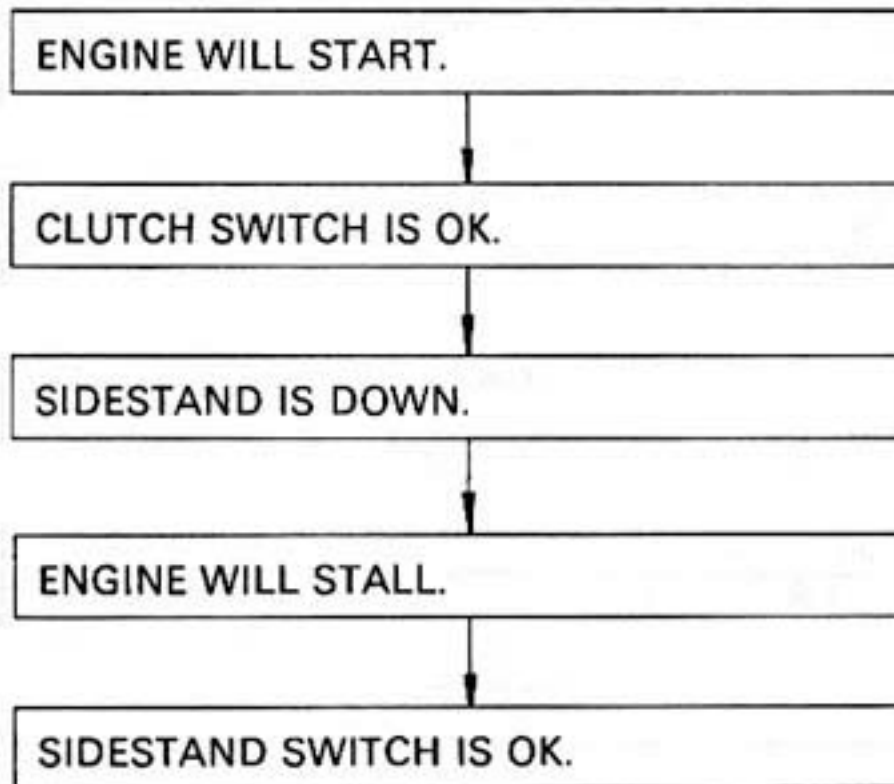 ENGINE WILL START.
CLUTCH SWITCH IS OK.
SIDESTAND IS DOWN.
ENGINE WILL STALL.
SIDESTAND SWITCH IS OK.